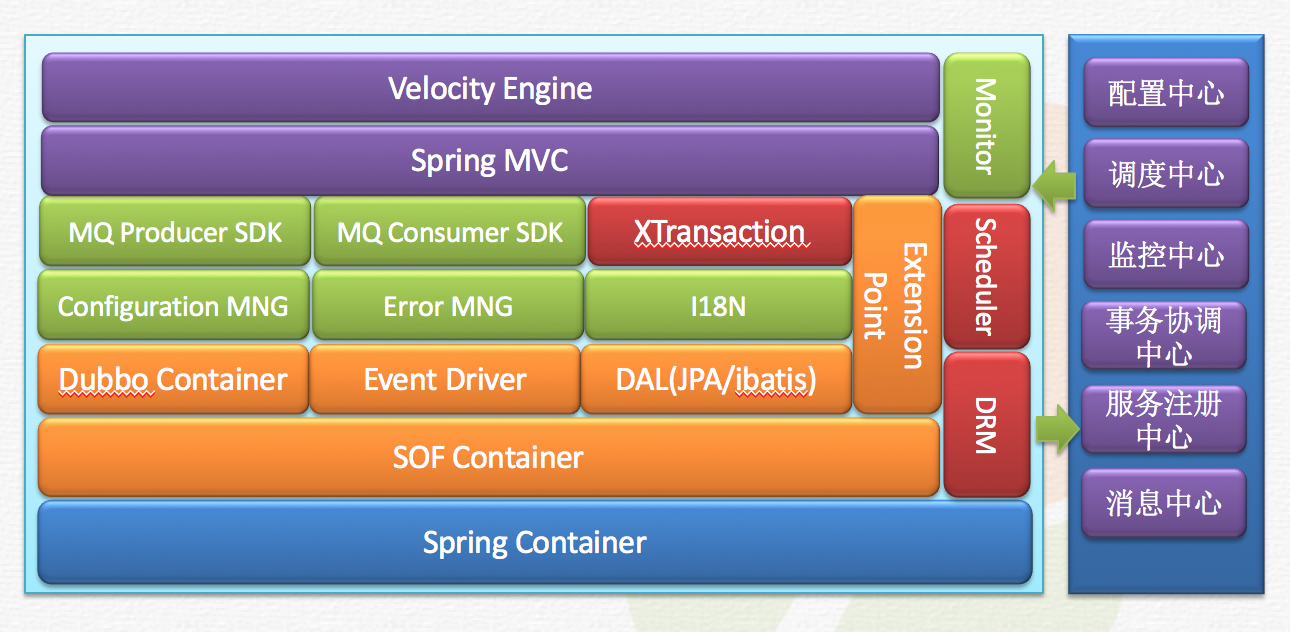 Velocity Engine
Spring MVC
MQ Producer SDK
MQ Consumer SDK
XTransaction
Configuration MNG
Error MNG
I18N
Extension
Point
Dubbo Container
Event Driver
DAL(JPA/ibatis)
SOF Container
Spring Container
Monitor
Scheduler
DRM
配置中心
调度中心
监控中心
事务协调
中心
服务注册
中心
消息中心